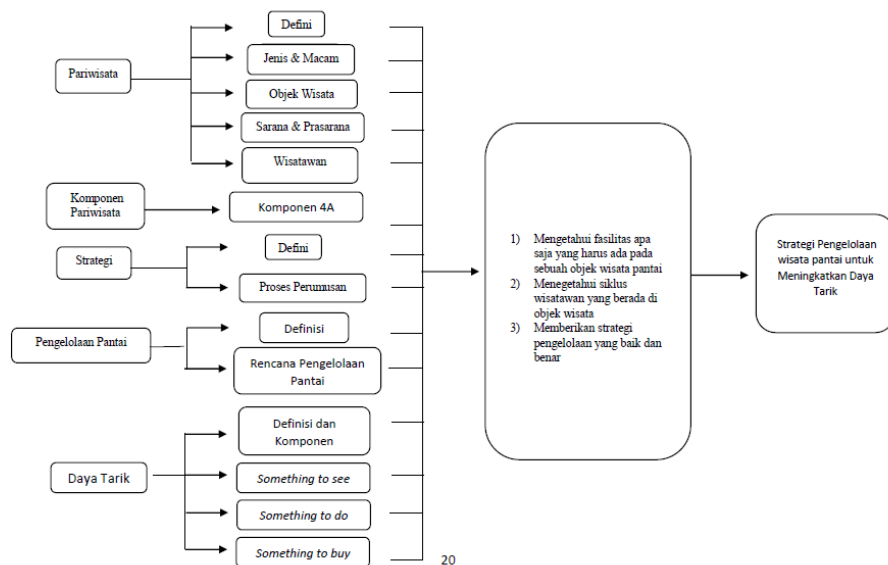 Pariwisata
Defini
Jenis & Macam
Objek Wisata
Sarana & Prasarana
Wisatawan
Komponen
Pariwisata
Komponen 4A
Strategi
Defini
Proses Perumusan
Pengelolaan Pantai
Definisi
Rencana Pengelolaan
Pantai
Daya Tarik
Definisi dan
Komponen
Something to see
Something to do
Something to buy
1) Mengetahui fasilitas apa
saja yang harus ada pada
sebuah objek wisata pantai
2) Menegetahui siklus
wisatawan yang berada di
objek wisata
3) Memberikan strategi
pengelolaan yang baik dan
benar
Strategi Pengelolaan
wisata pantai untuk
Meningkatkan Daya
Tarik
20